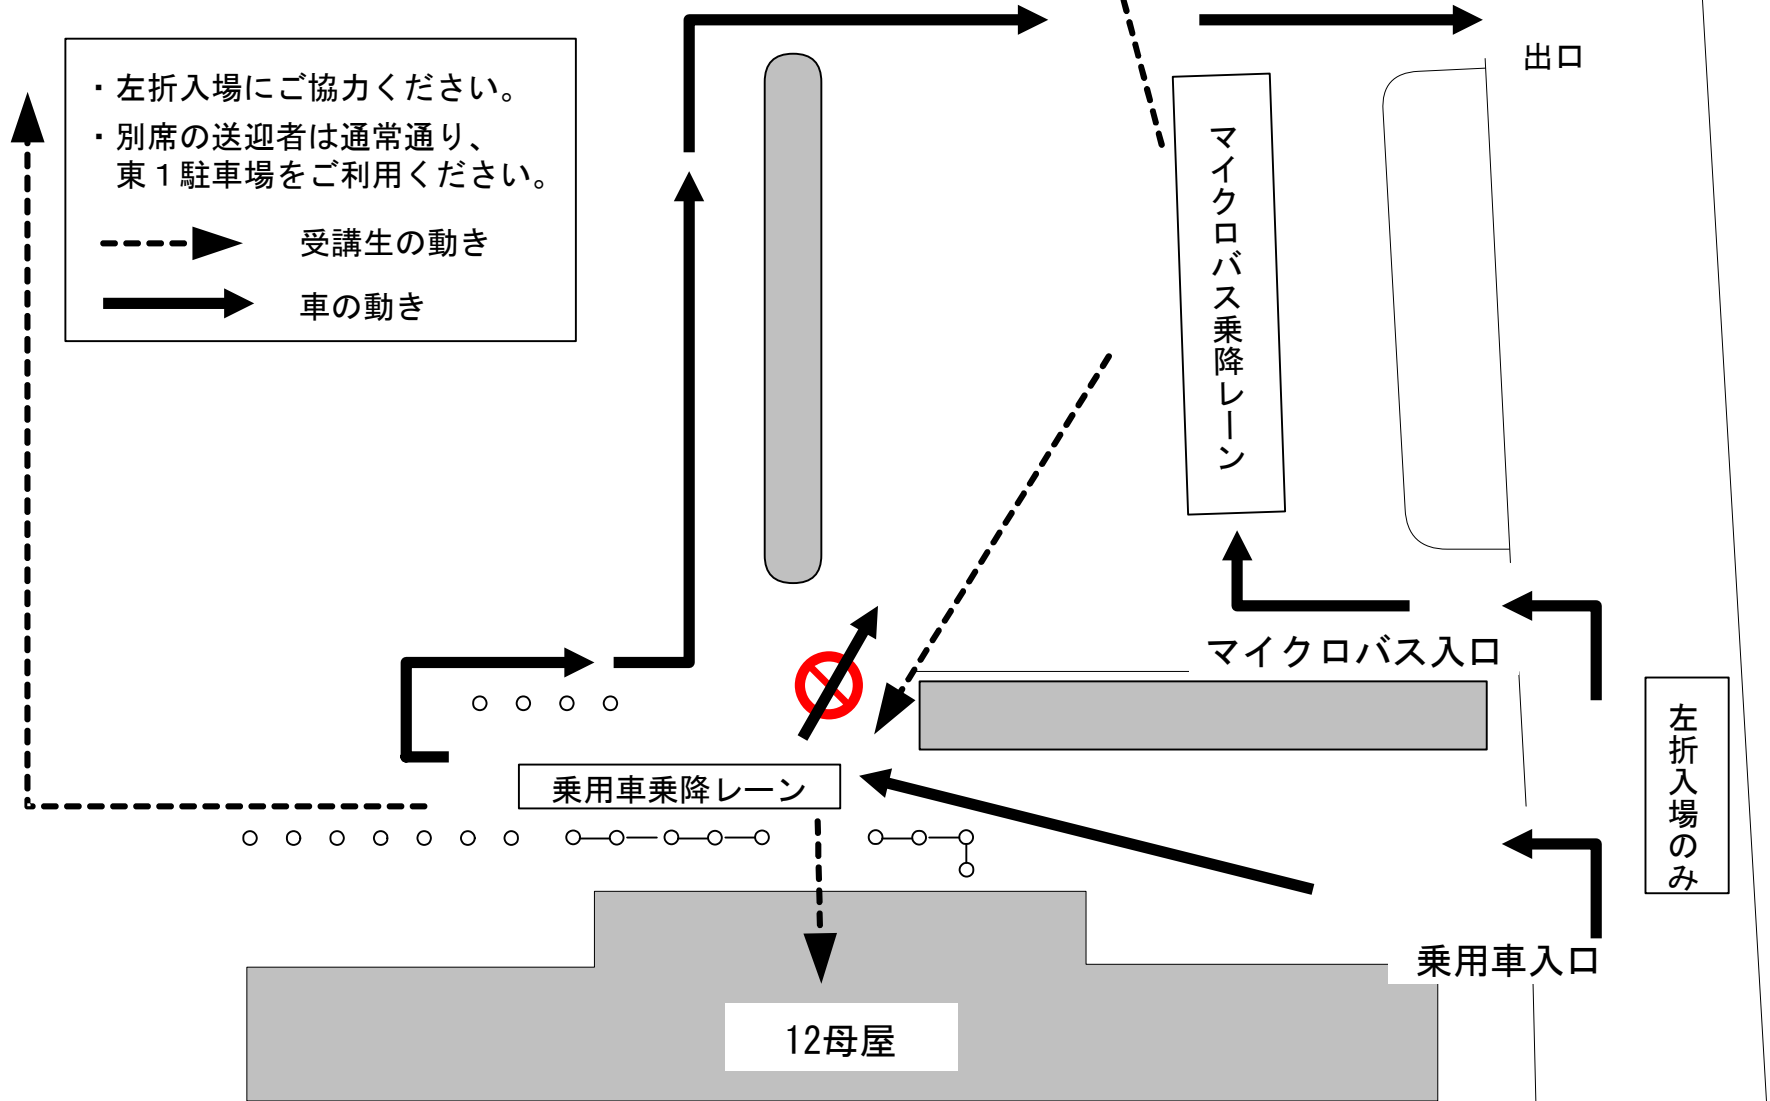 ・左折入場にご協力ください。
・別席の送迎者は通常通り、
東１駐車場をご利用ください。
受講生の動き
車の動き
出口
マイクロバス乗降レーン
マイクロバス入口
左折入場のみ
乗用車乗降レーン
乗用車入口
12母屋